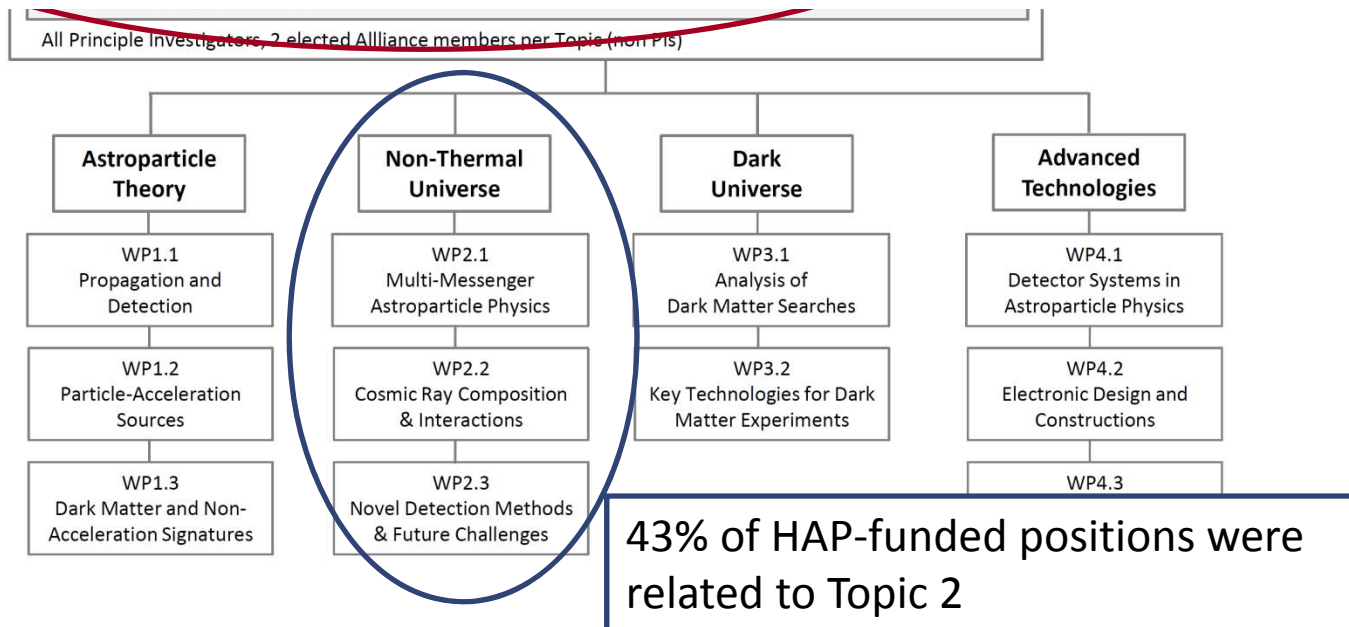 All Principle Investigators, 2 elected Allliance members per Topic (non PIs)
Astroparticle
Theory
Non-Thermal
Universe
Dark
Universe
Advanced
Technologies
WP1.1
Propagation and
Detection
WP2.1
Multi-Messenger
Astroparticle Physics
WP3.1
Analysis of
Dark Matter Searches
WP4.1
Detector Systems in
Astroparticle Physics
WP1.2
Particle-Acceleration
Sources
WP2.2
Cosmic Ray Composition
& Interactions
WP3.2
Key Technologies for Dark
Matter Experiments
WP4.2
Electronic Design and
Constructions
WP1.3
Dark Matter and Non-
Acceleration Signatures
WP2.3
Novel Detection Methods
& Future Challenges
WP4.3
43% of HAP-funded positions were
related to Topic 2